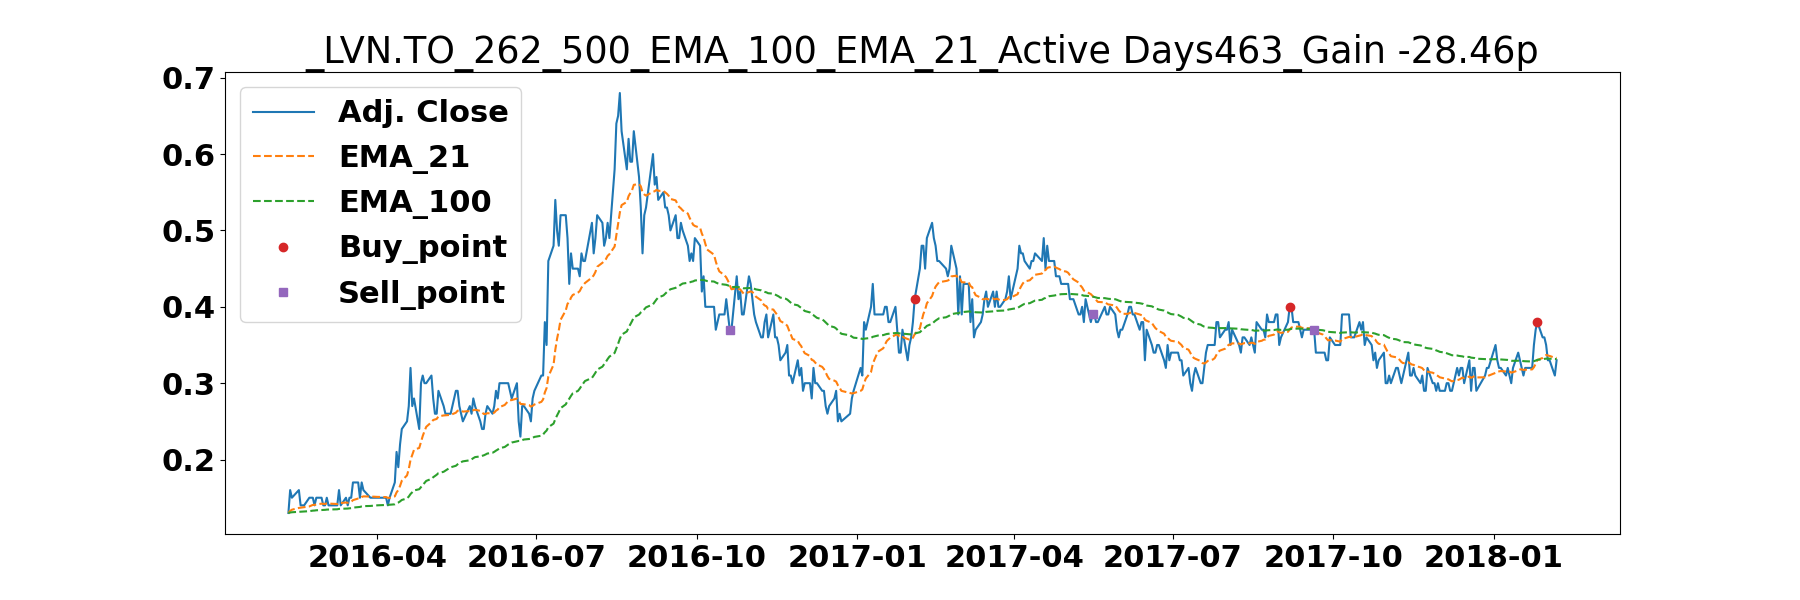 _LVN.TO_262_500_EMA_100_EMA_21_Active Days463_Gain -28.46p
0.7
0.6
0.5
0.4
0.3
0.2
Adj. Close
EMA_21
EMA_100
Buy_point
Sell_point
2016-04 2016-07 2016-10 2017-01 2017-04 2017-07 2017-10 2018-01